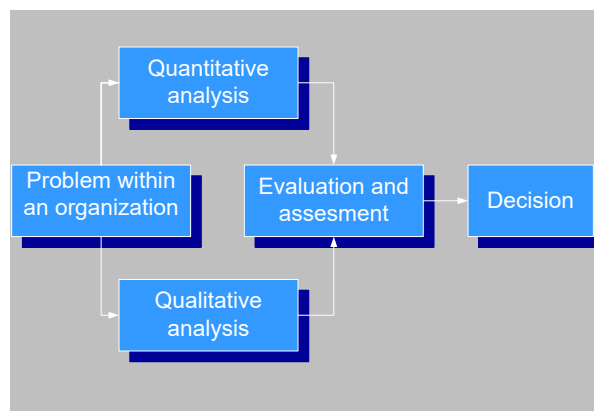 Quantitative
analysis
Problem within
an organization
Evaluation and
assesment
Decision
Qualitative
analysis